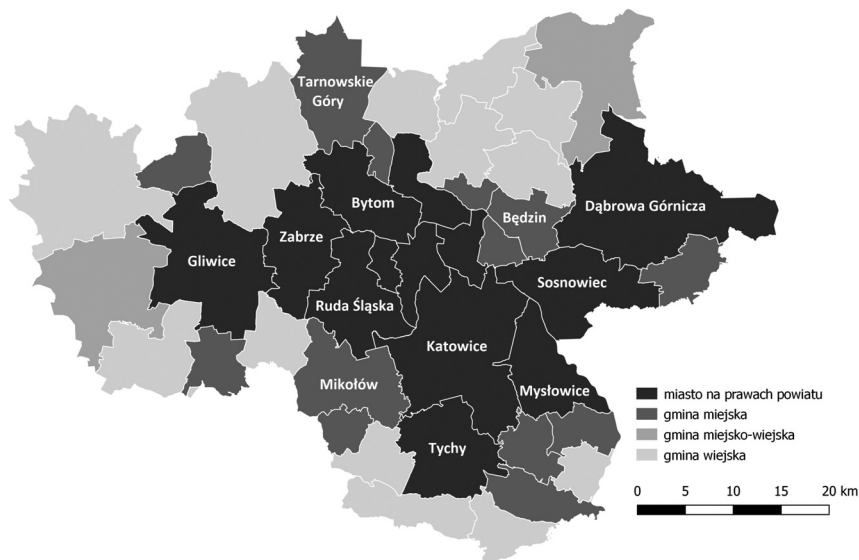 Tarnowskie
Góry
Bytom
Będzin
Dąbrowa Górnicza
Zabrze
Gliwice
Sosnowiec
Ruda Śląska
Katowice
Mikołów
Mysłowice
Tychy
miasto na prawach powiatu
gmina miejska
gmina miejsko-wiejska
gmina wiejska
0 5 10 15 20 km